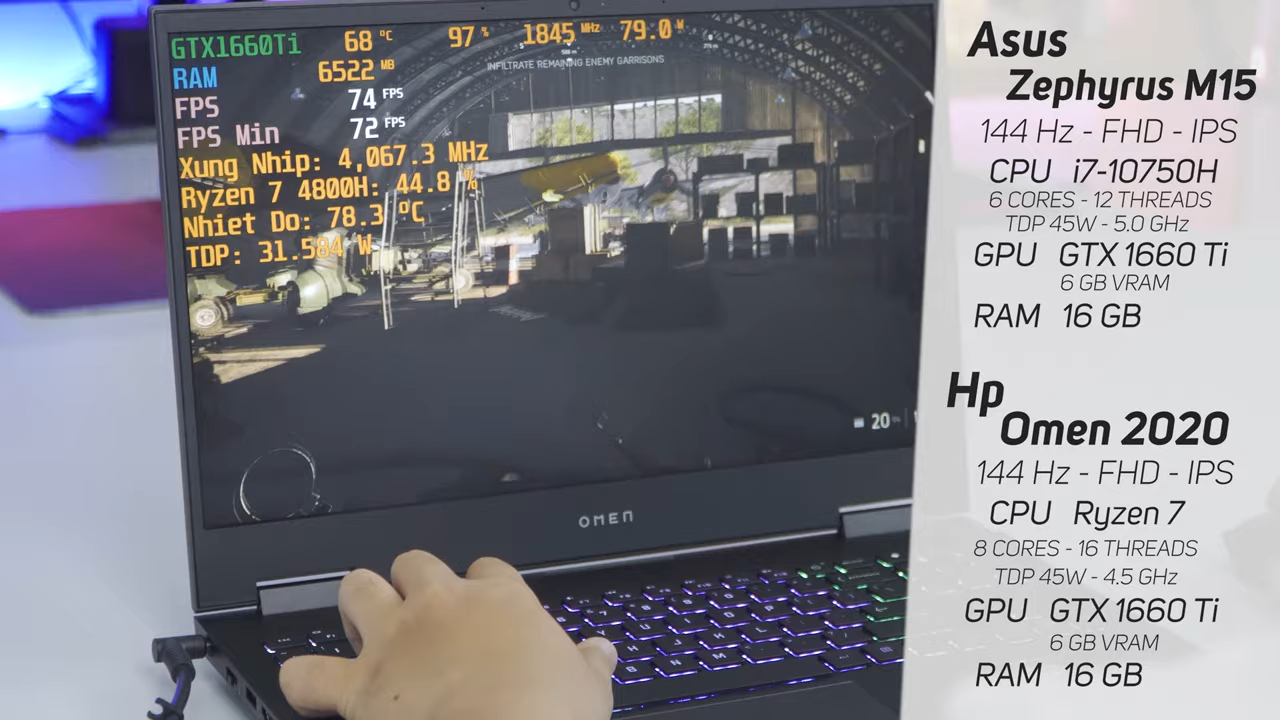 GTX1660Ti 68 °C 97 % 1845 MHz 79.0 W
RAM 6522 MB
FPS 74 FPS
FPS Min 72 FPS
Xung Nhip: 4,067.3 MHz
Ryzen 7 4800H: 44.8 %
Nhiet Do: 78.3 °C
TDP: 31.584 W
INFILTRATE REMAINING ENEMY GARRISONS
20
OMEN
Asus
Zephyrus M15
144 Hz - FHD - IPS
CPU i7-10750H
6 CORES - 12 THREADS
TDP 45W - 5.0 GHz
GPU GTX 1660 Ti
6 GB VRAM
RAM 16 GB
Hp
Omen 2020
144 Hz - FHD - IPS
CPU Ryzen 7
8 CORES - 16 THREADS
TDP 45W - 4.5 GHz
GPU GTX 1660 Ti
6 GB VRAM
RAM 16 GB